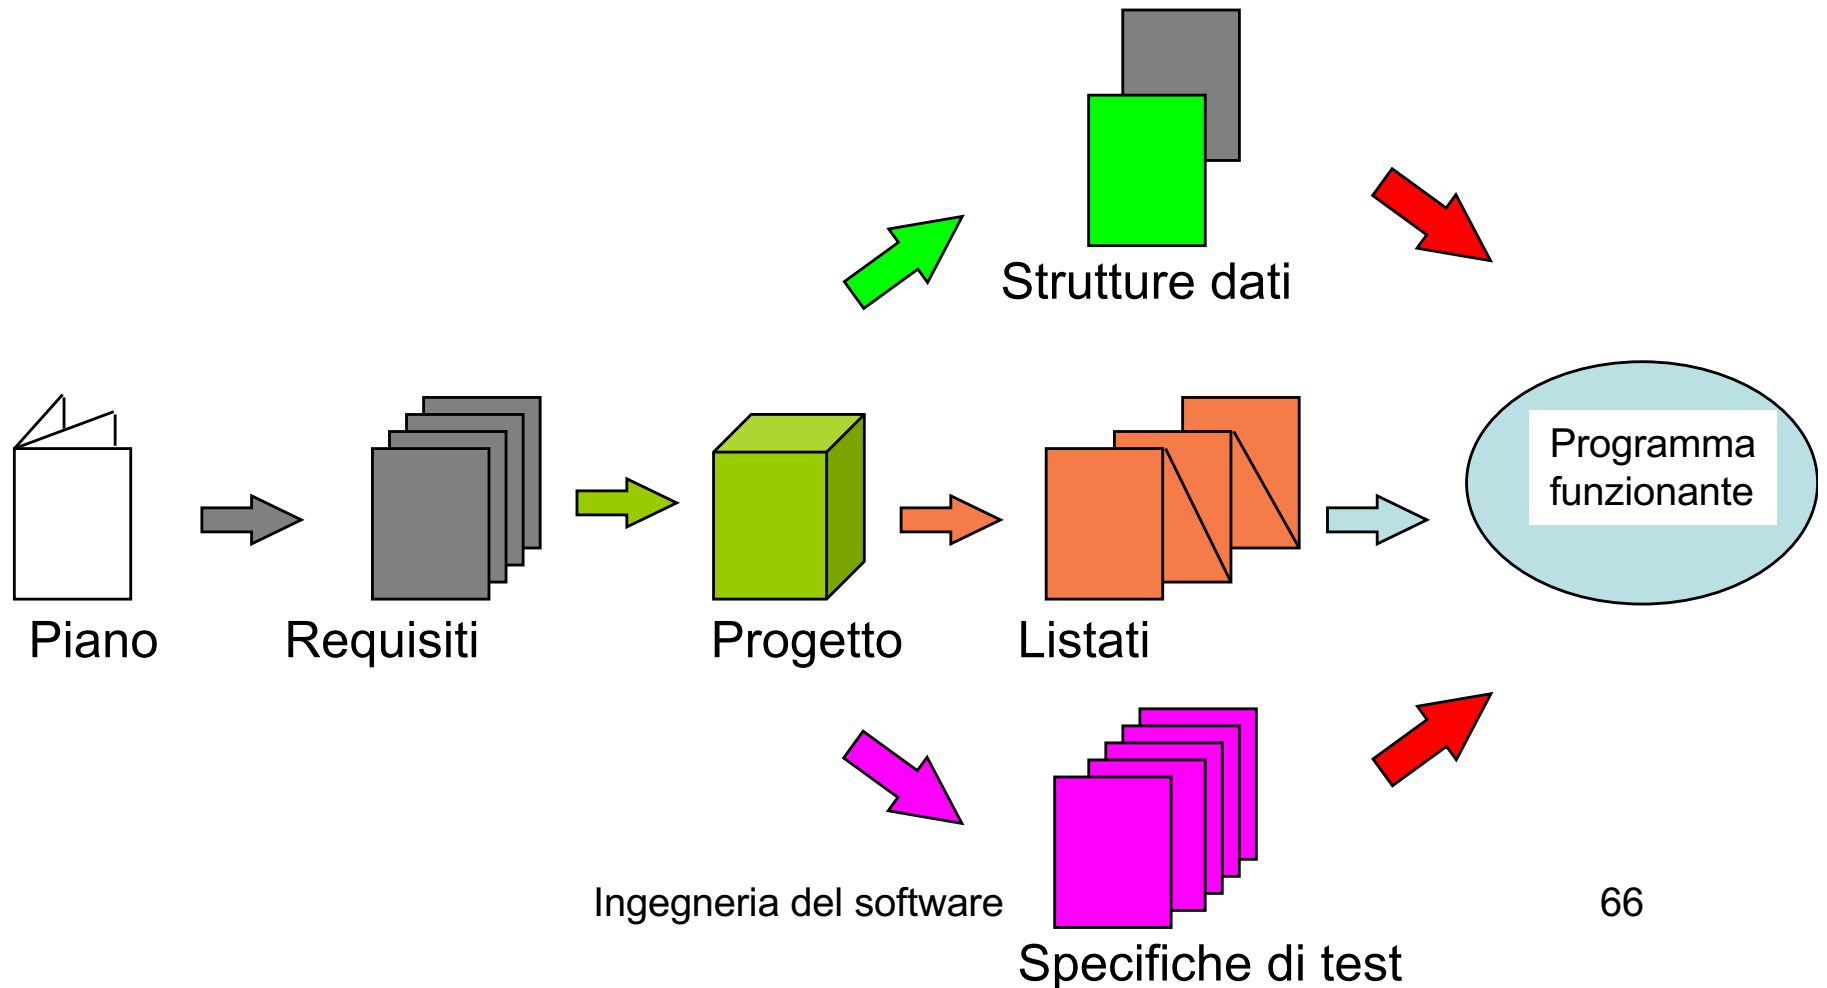 Strutture dati
Programma
funzionante
Piano
Requisiti
Progetto
Listati
Ingegneria del software
66
Specifiche di test